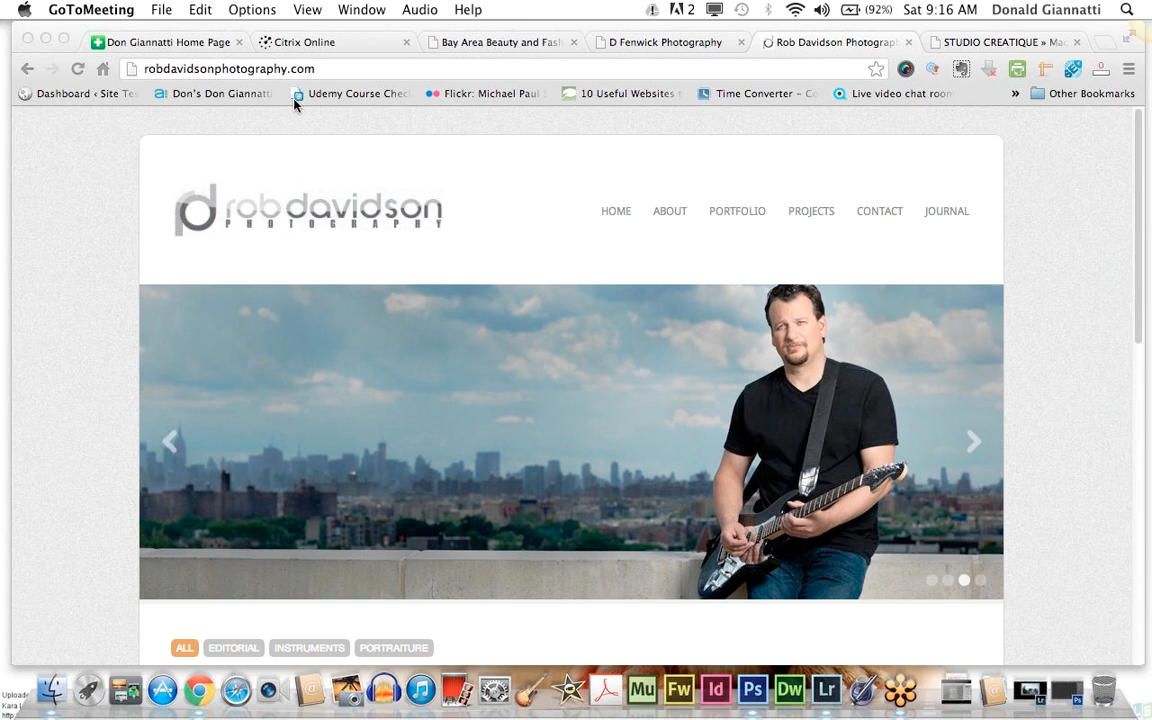 GoToMeeting File Edit Options View Window Audio Help 2 (92%) Sat 9:16 AM Donald Giannatti
Don Giannatti Home Page Citrix Online Bay Area Beauty and Fash D Fenwick Photography Rob Davidson Photograp STUDIO CREATIQUE » Ma
robdavidsonphotography.com
Dashboard ‹ Site Tes a! Don's Don Giannatti Udemy Course Chec Flickr: Michael Paul S 10 Useful Websites Time Converter – Co Live video chat room » Other Bookmarks
rob davidson
PHOTOGRAPHY
HOME ABOUT PORTFOLIO PROJECTS CONTACT JOURNAL
ALL EDITORIAL INSTRUMENTS PORTRAITURE
Mu Fw Id Ps Dw Lr
Kara